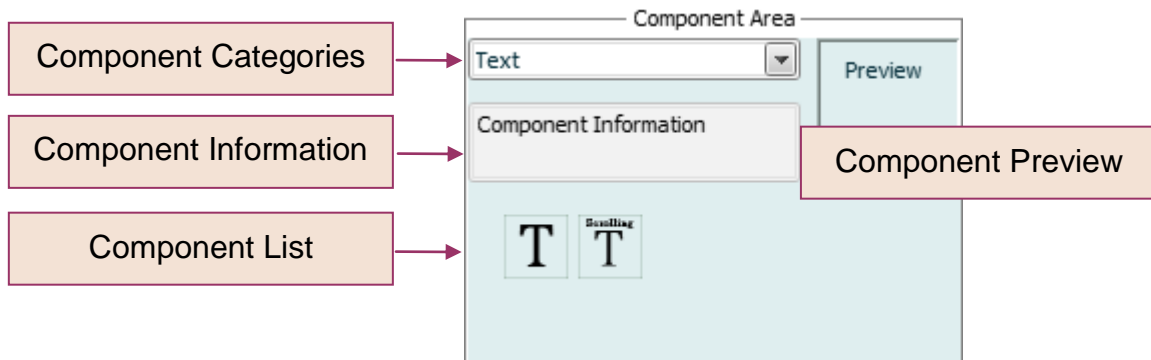 Component Area
Component Categories
Text
Preview
Component Information
Component Information
Component Preview
Component List
T
Scrolling
T